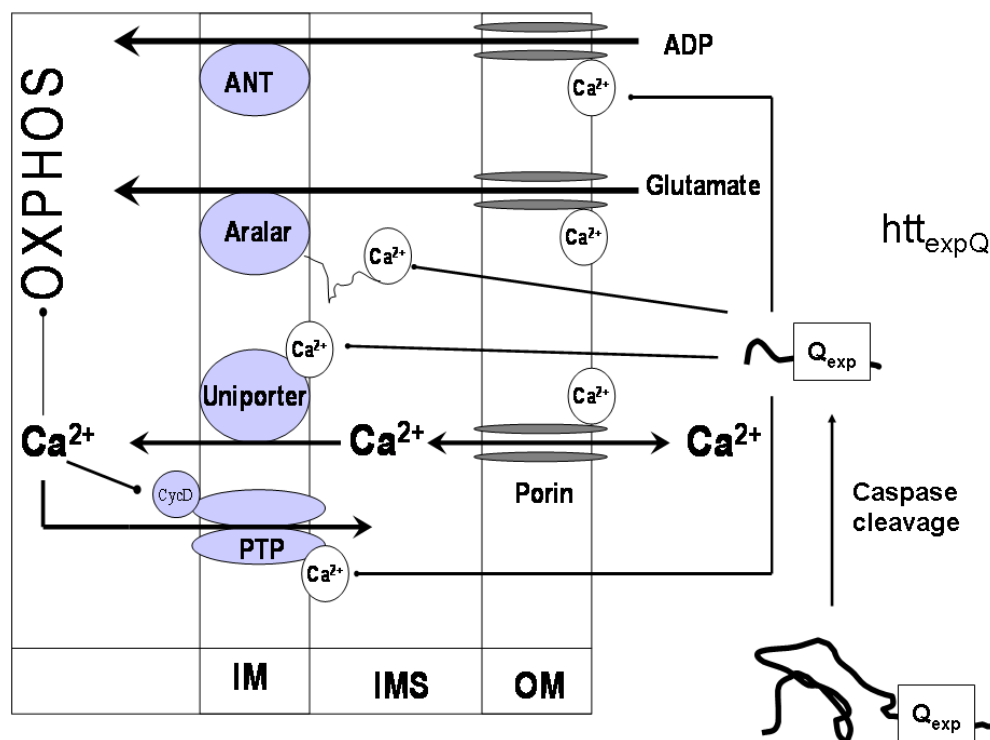 ADP
ANT
Ca²⁺
OXPHOS
Glutamate
Aralar
Ca²⁺
Ca²⁺
httexpQ
Ca²⁺
Qexp
Uniporter
Ca²⁺
Ca²⁺
Ca²⁺
Ca²⁺
CycD
Porin
Caspase
cleavage
PTP
Ca²⁺
IM
IMS
OM
Qexp